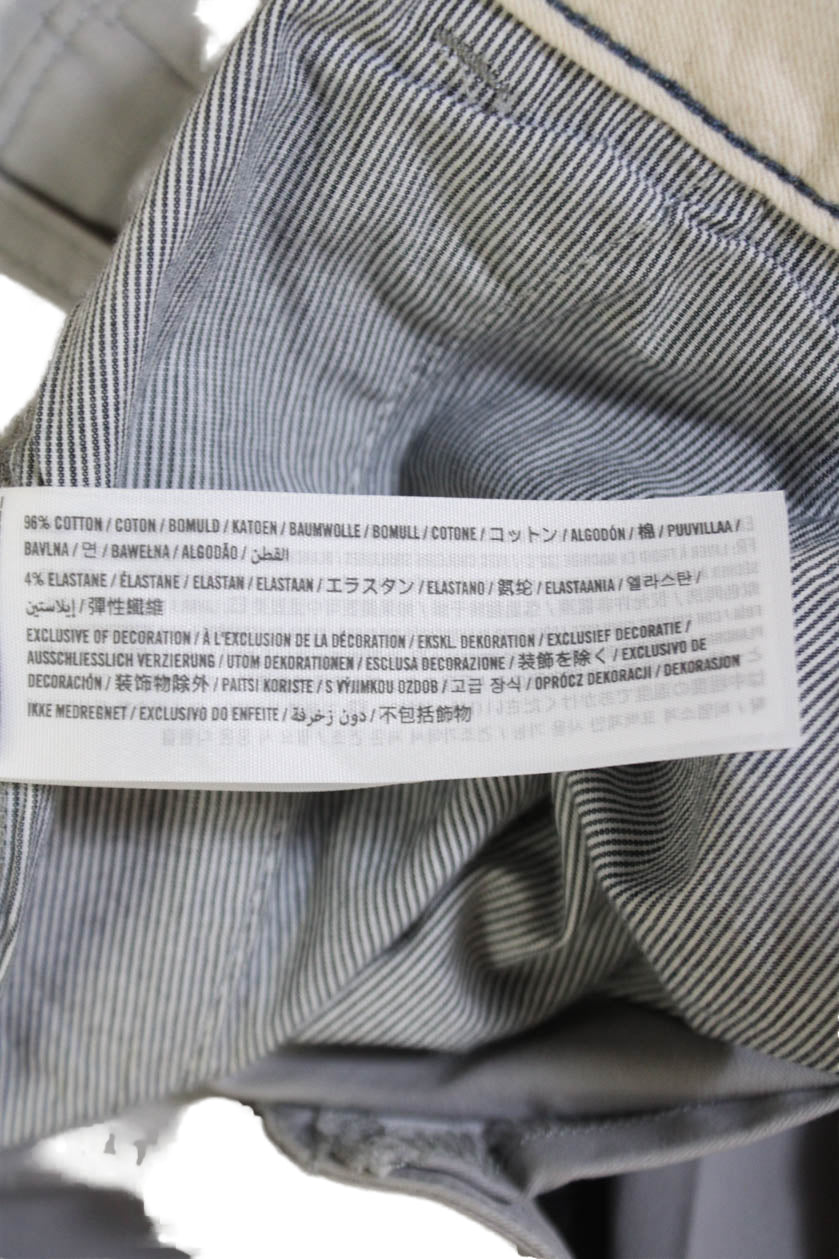 96% COTTON / COTON / BOMULD / KATOEN / BAUMWOLLE / BOMULL / COTONE / コットン / ALGODÓN / 棉 / PUUVILLAA /
BAVLNA / 면 / BAWEŁNA / ALGODÃO / القطن
4% ELASTANE / ÉLASTANE / ELASTAN / ELASTAAN / エラスタン / ELASTANO / 氨纶 / ELASTAANIA / 엘라스탄 /
إيلاستين / 彈性纖維
EXCLUSIVE OF DECORATION / À L'EXCLUSION DE LA DÉCORATION / EKSKL. DEKORATION / EXCLUSIEF DECORATIE /
AUSSCHLIESSLICH VERZIERUNG / UTOM DEKORATIONEN / ESCLUSA DECORAZIONE / 装飾を除く / EXCLUSIVO DE
DECORACIÓN / 装饰物除外 / PAITSI KORISTE / S VÝJIMKOU OZDOB / 고급 장식 / OPRÓCZ DEKORACJI / DEKORASJON
IKKE MEDREGNET / EXCLUSIVO DO ENFEITE / دون زخرفة / 不包括飾物